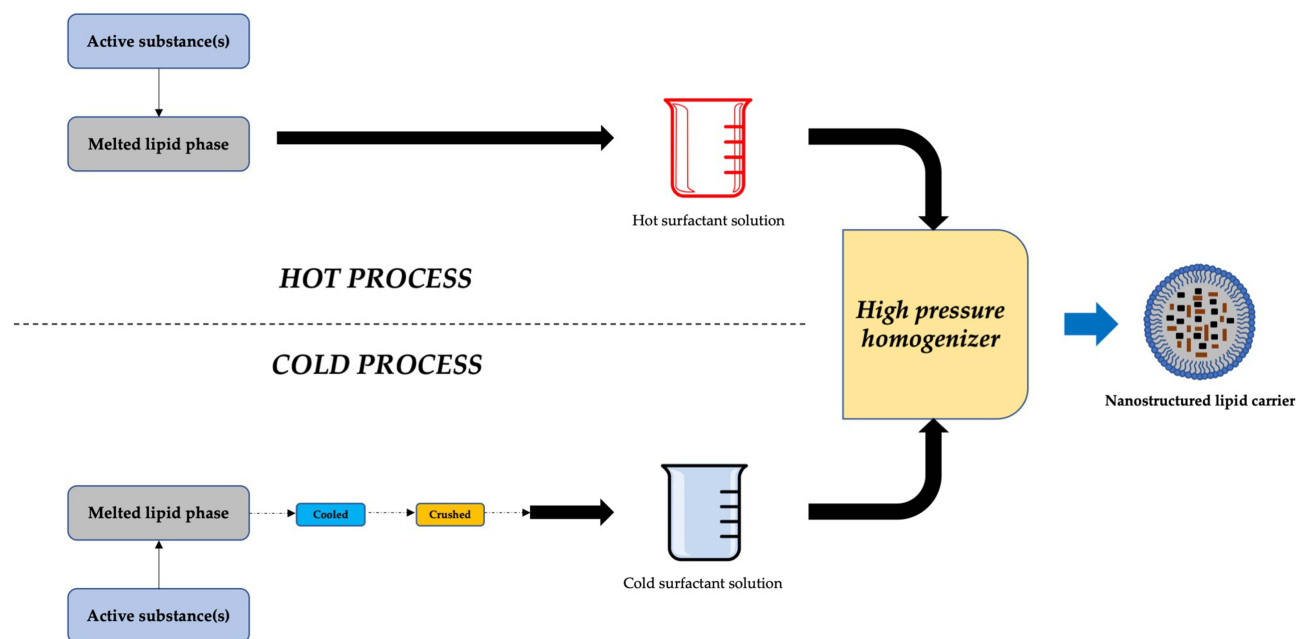 Active substance(s)
Melted lipid phase
Hot surfactant solution
HOT PROCESS
High pressure
homogenizer
Nanostructured lipid carrier
COLD PROCESS
Melted lipid phase
Cooled
Crushed
Cold surfactant solution
Active substance(s)